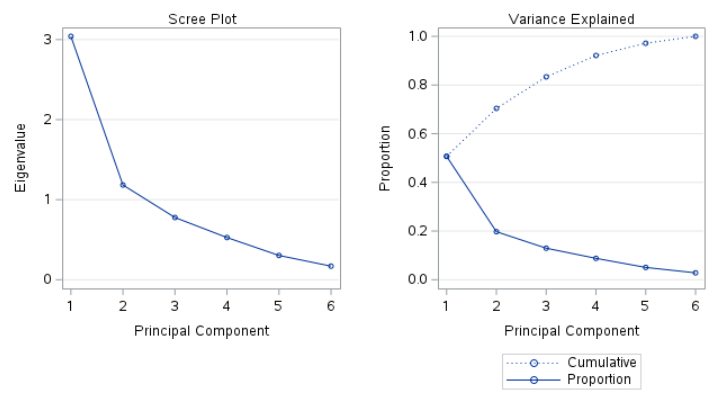 Scree Plot
3
2
1
0
Eigenvalue
1 2 3 4 5 6
Principal Component
Variance Explained
1.0
0.8
0.6
0.4
0.2
0.0
Proportion
1 2 3 4 5 6
Principal Component
Cumulative
Proportion